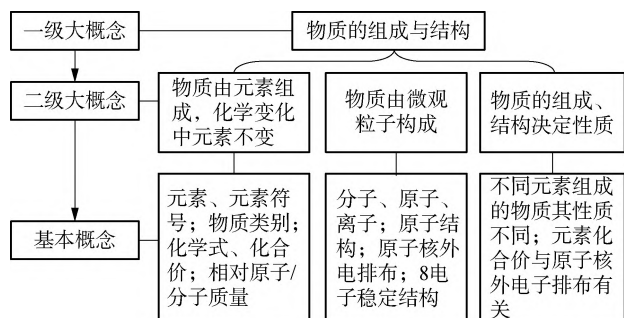 一级大概念
物质的组成与结构
二级大概念
物质由元素组
成，化学变化
中元素不变
物质由微观
粒子构成
物质的组成、
结构决定性质
基本概念
元素、元素符
号；物质类别；
化学式、化合
价；相对原子/
分子质量
分子、原子、
离子；原子结
构；原子核外
电排布；8电
子稳定结构
不同元素组成
的物质其性质
不同；元素化
合价与原子核
外电子排布有
关